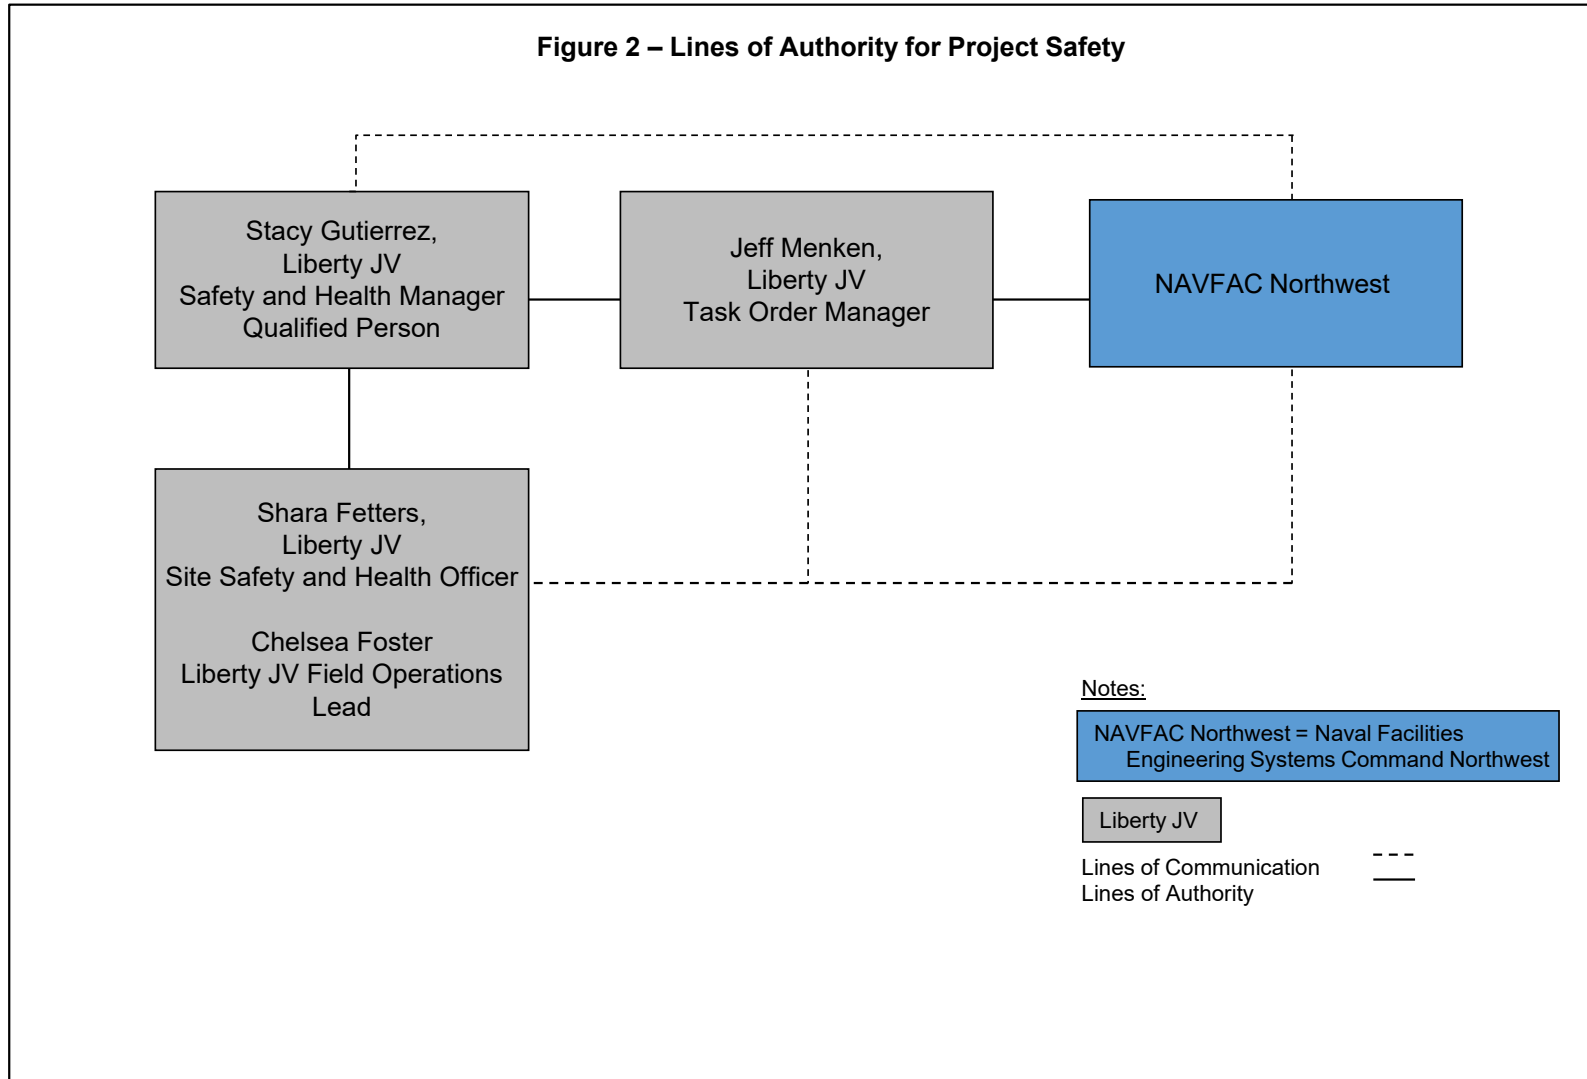 Figure 2 – Lines of Authority for Project Safety
Stacy Gutierrez,
Liberty JV
Safety and Health Manager
Qualified Person
Jeff Menken,
Liberty JV
Task Order Manager
NAVFAC Northwest
Shara Fetters,
Liberty JV
Site Safety and Health Officer
Chelsea Foster
Liberty JV Field Operations
Lead
Notes:
NAVFAC Northwest = Naval Facilities
Engineering Systems Command Northwest
Liberty JV
Lines of Communication
Lines of Authority